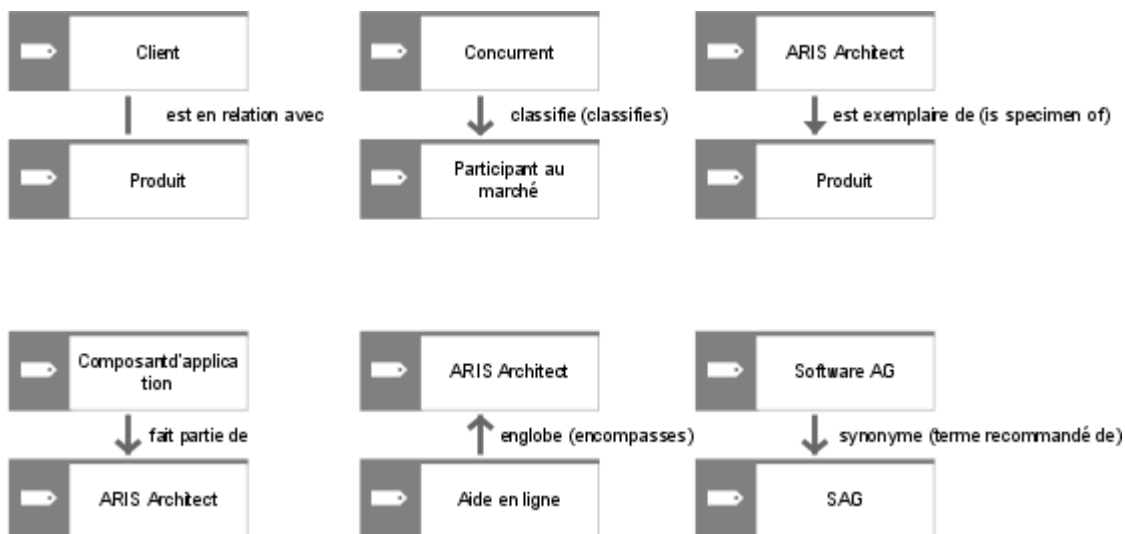 Client
Concurrent
ARIS Architect
est en relation avec
classifie (classifies)
est exemplaire de (is specimen of)
Produit
Participant au
marché
Produit
Composantd'applica
tion
ARIS Architect
Software AG
fait partie de
englobe (encompasses)
synonyme (terme recommandé de)
ARIS Architect
Aide en ligne
SAG